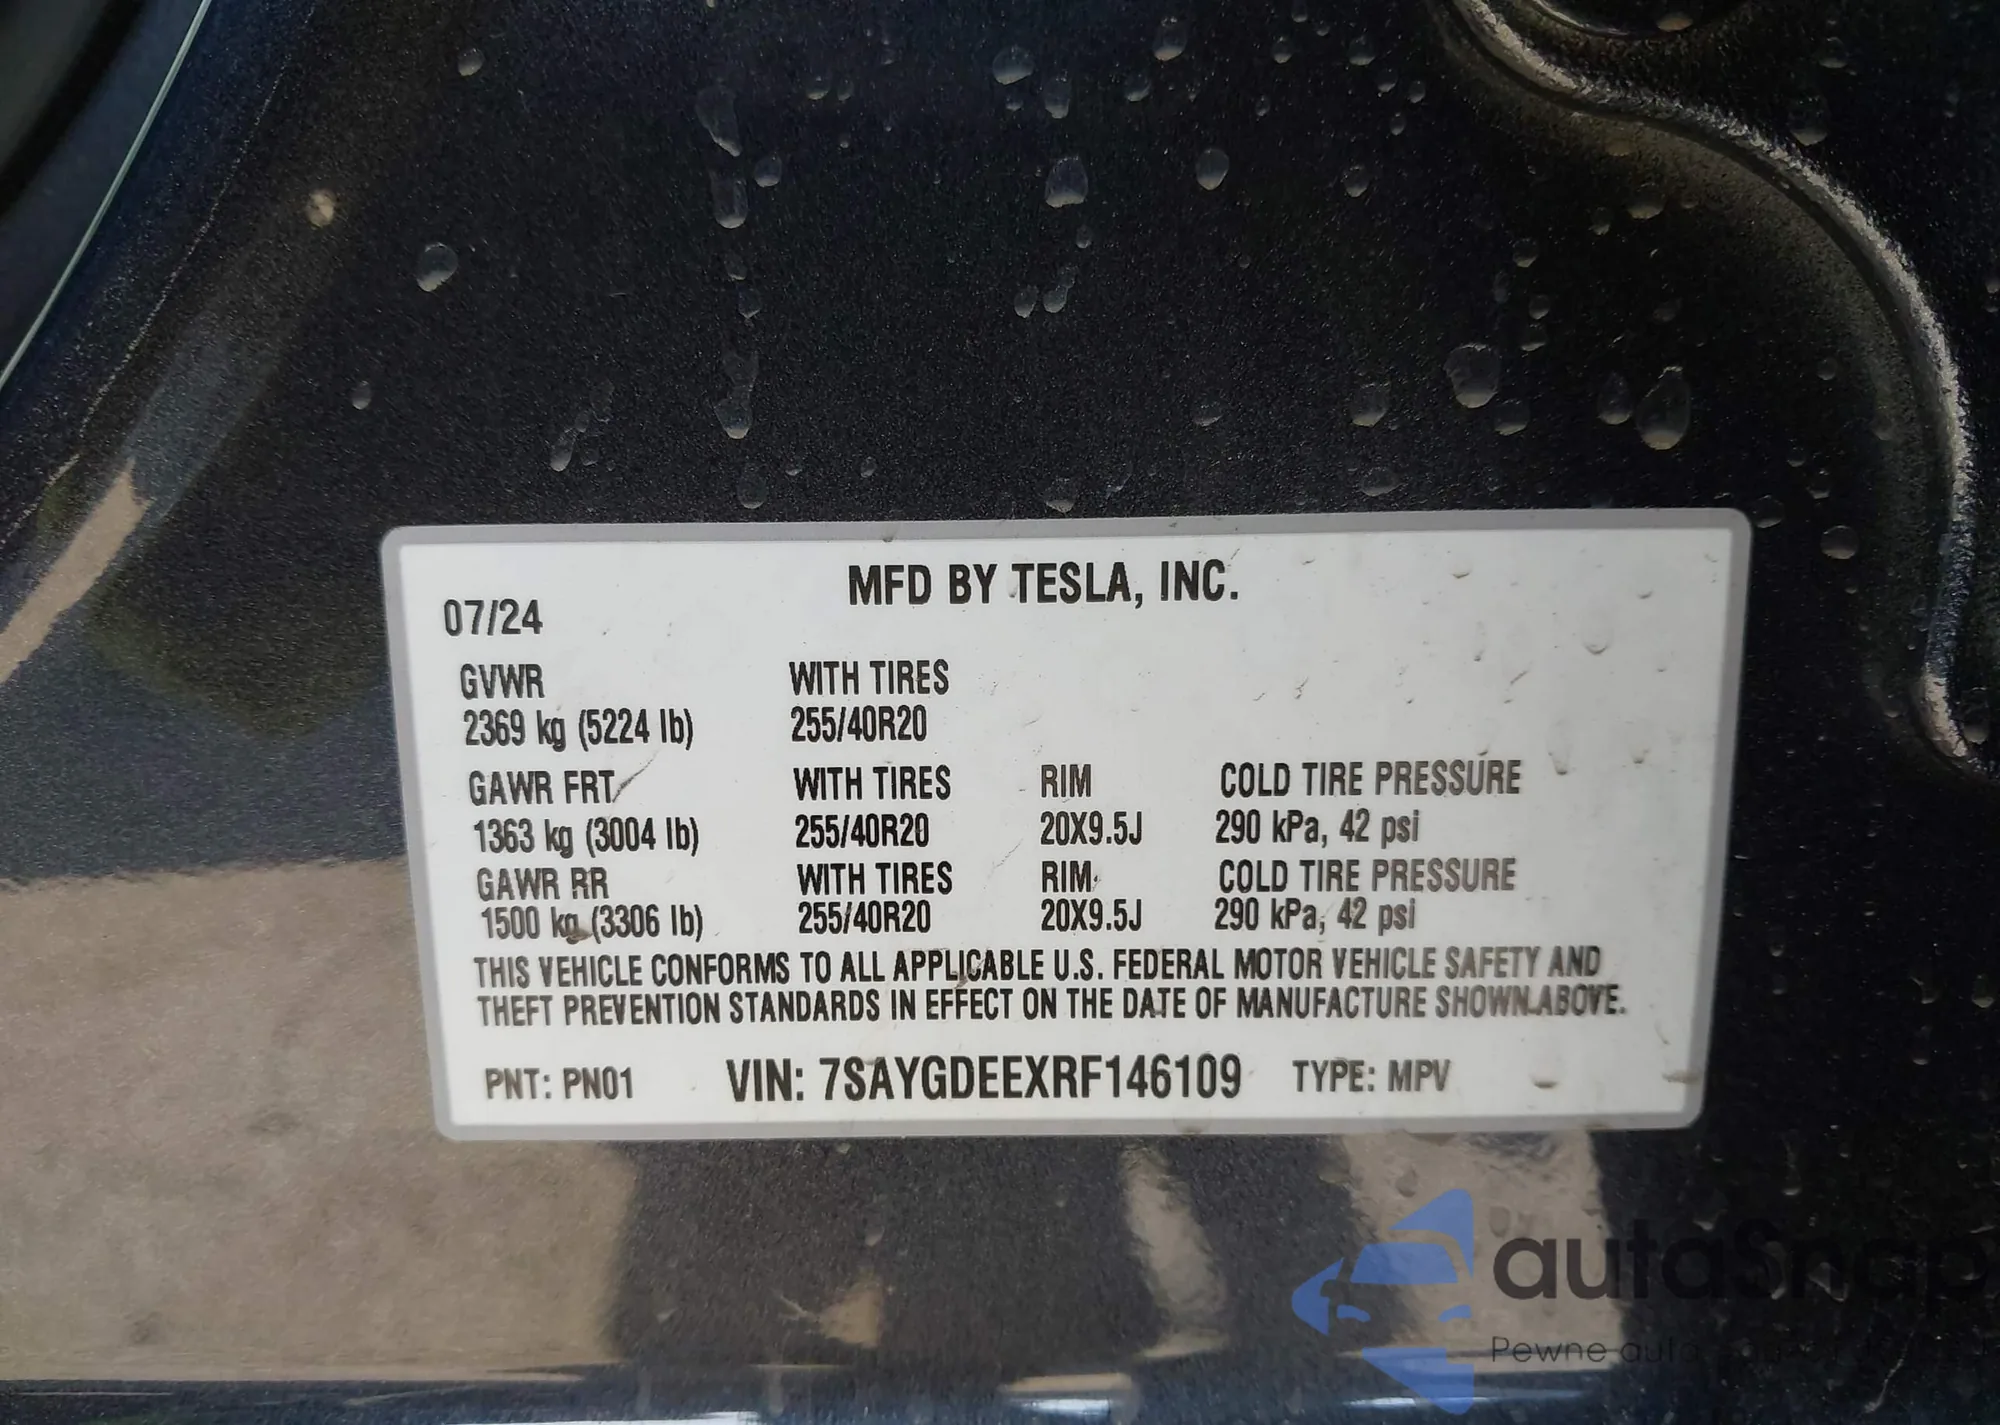 MFD BY TESLA, INC.
07/24
GVWR WITH TIRES
2369 kg (5224 lb) 255/40R20
GAWR FRT WITH TIRES RIM COLD TIRE PRESSURE
1363 kg (3004 lb) 255/40R20 20X9.5J 290 kPa, 42 psi
GAWR RR WITH TIRES RIM COLD TIRE PRESSURE
1500 kg (3306 lb) 255/40R20 20X9.5J 290 kPa, 42 psi
THIS VEHICLE CONFORMS TO ALL APPLICABLE U.S. FEDERAL MOTOR VEHICLE SAFETY AND
THEFT PREVENTION STANDARDS IN EFFECT ON THE DATE OF MANUFACTURE SHOWN ABOVE.
PNT: PN01 VIN: 7SAYGDEEXRF146109 TYPE: MPV
autaSnap
Pewne auta